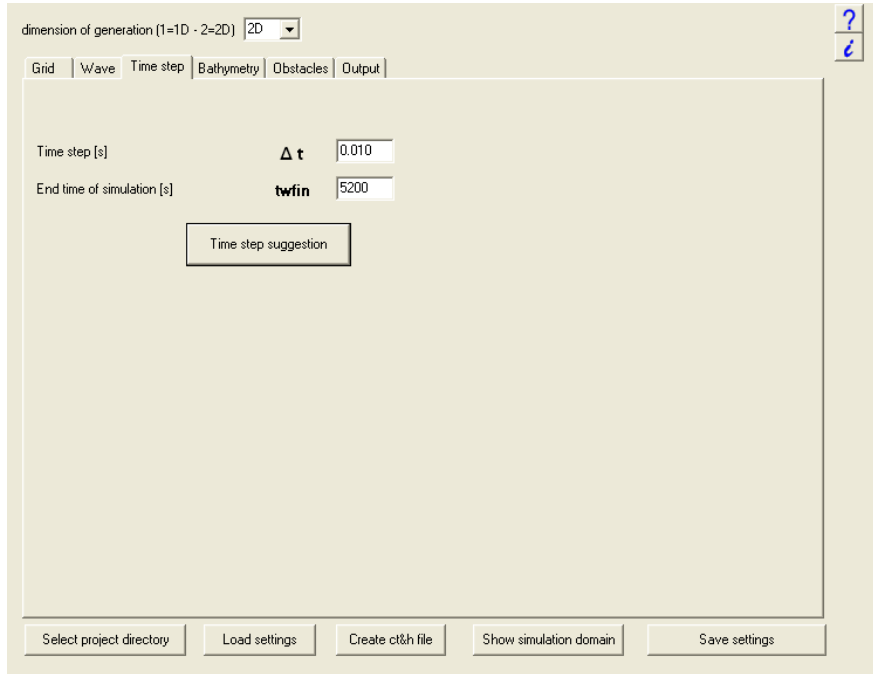 dimension of generation (1=1D - 2=2D) 2D
?
i
Grid Wave Time step Bathymetry Obstacles Output
Time step [s] Δ t 0.010
End time of simulation [s] twfin 5200
Time step suggestion
Select project directory Load settings Create ct&h file Show simulation domain Save settings